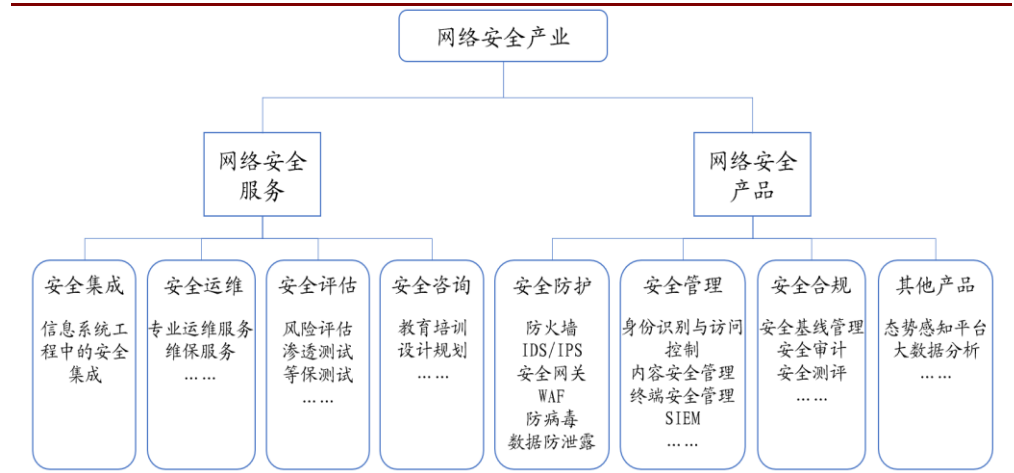 网络安全产业
网络安全
服务
网络安全
产品
安全集成
信息系统工
程中的安全
集成
安全运维
专业运维服务
维保服务
……
安全评估
风险评估
渗透测试
等保测试
……
安全咨询
教育培训
设计规划
……
安全防护
防火墙
IDS/IPS
安全网关
WAF
防病毒
数据防泄露
安全管理
身份识别与访问
控制
内容安全管理
终端安全管理
SIEM
……
安全合规
安全基线管理
安全审计
安全测评
……
其他产品
态势感知平台
大数据分析
……